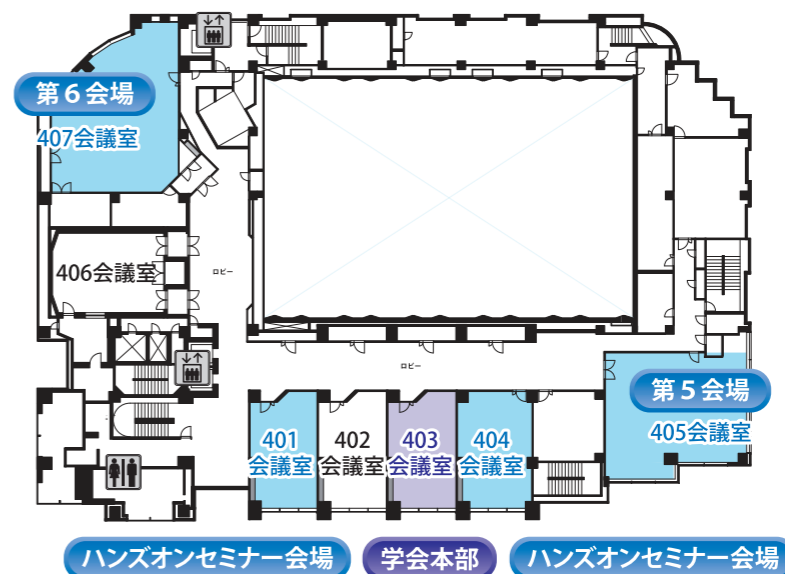 第6会場
407会議室
406会議室
ロビー
ロビー
第5会場
405会議室
401
会議室
402
会議室
403
会議室
404
会議室
ハンズオンセミナー会場
学会本部
ハンズオンセミナー会場